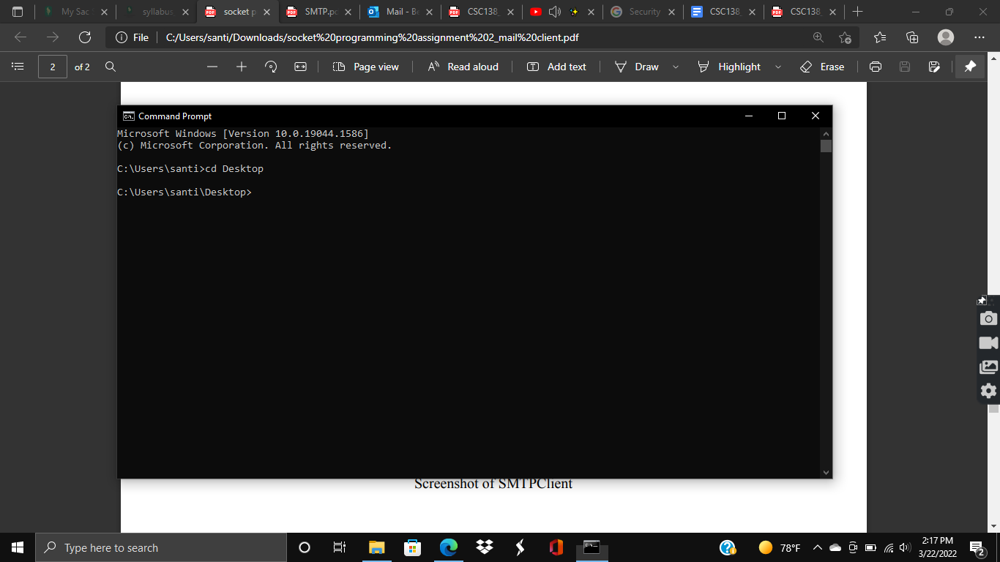 My Sac
syllabus
socket p
SMTP.pc
Mail - Be
CSC138_
Security
CSC138_
CSC138_
File
C:/Users/santi/Downloads/socket%20programming%20assignment%202_mail%20client.pdf
2 of 2
Page view
Read aloud
Add text
Draw
Highlight
Erase
Command Prompt
Microsoft Windows [Version 10.0.19044.1586]
(c) Microsoft Corporation. All rights reserved.
C:\Users\santi>cd Desktop
C:\Users\santi\Desktop>
Screenshot of SMTPClient
Type here to search
78°F
2:17 PM
3/22/2022
2